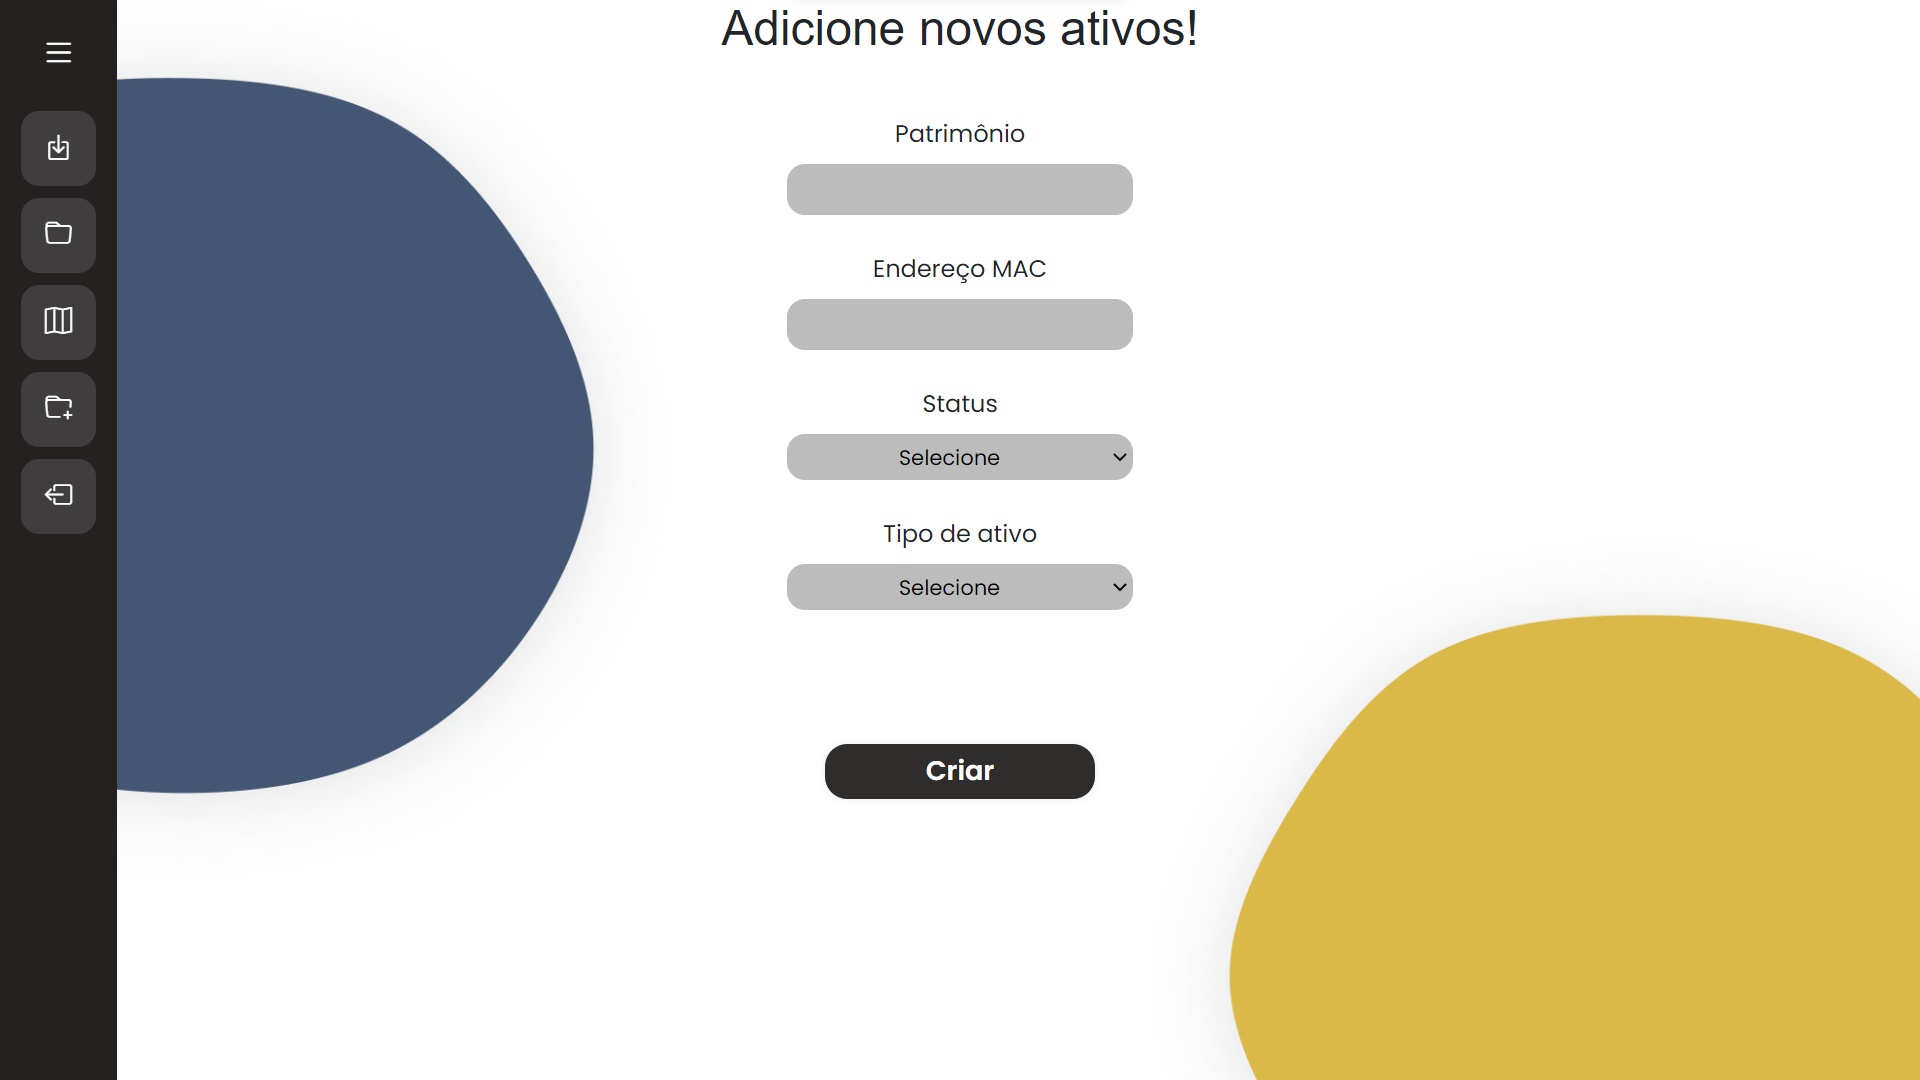 Adicione novos ativos!
Patrimônio
Endereço MAC
Status
Selecione
Tipo de ativo
Selecione
Criar